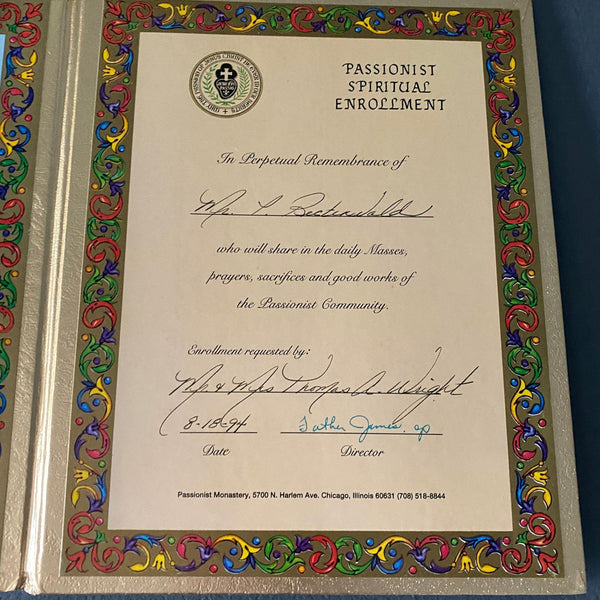 PASSIONIST
SPIRITUAL
ENROLLMENT
In Perpetual Remembrance of
Mr. P.
who will share in the daily Masses,
prayers, sacrifices and good works of
the Passionist Community.
Enrollment requested by:
Mr. & Mrs Thomas A. Wright
8-18-94 Father James, cp
Date Director
Passionist Monastery, 5700 N. Harlem Ave. Chicago, Illinois 60631 (708) 518-8844